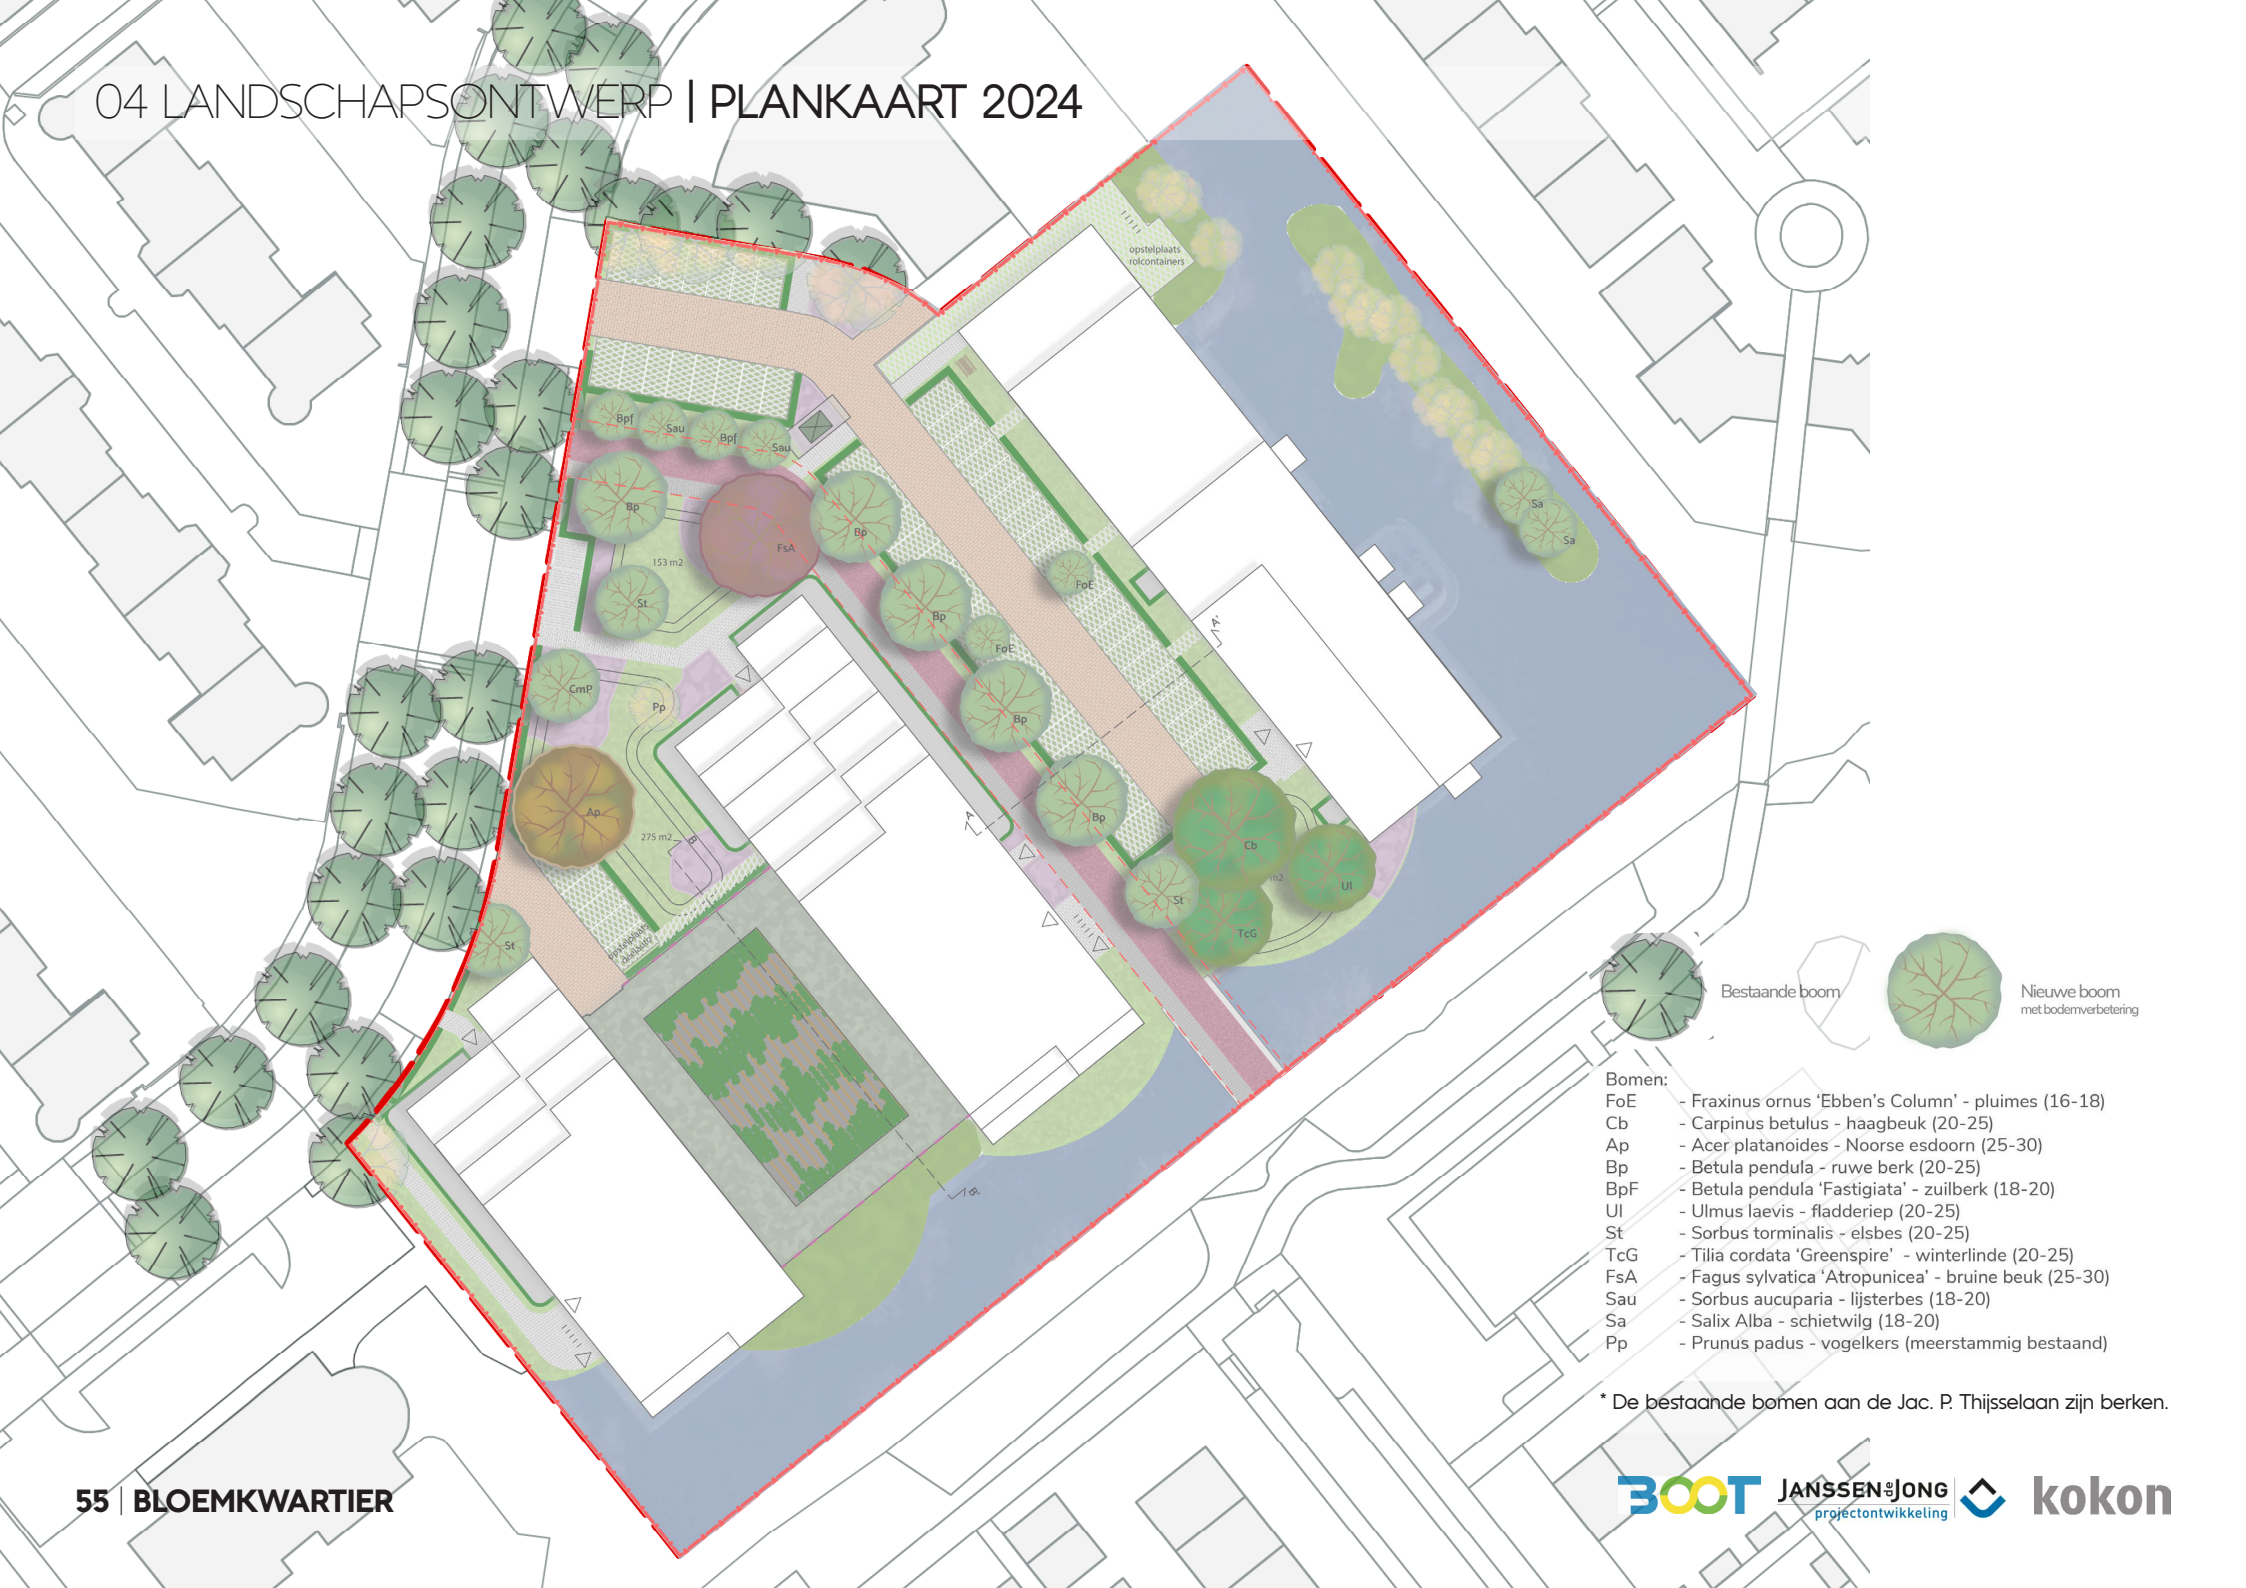 04 LANDSCHAPSONTWERP | PLANKAART 2024
opstelplaats
rolcontainers
Bpf
Sau
Bpf
Sau
Bp
FsA
Bp
Sa
Sa
153 m2
St
FoE
Bp
FoE
A'
CmP
Pp
Bp
Ap
275 m2
B
A
Bp
Cb
m2
Ul
St
TcG
St
opstelplaats
deelauto
B'
Bestaande boom
Nieuwe boom
met bodemverbetering
Bomen:
FoE - Fraxinus ornus ‘Ebben’s Column’ - pluimes (16-18)
Cb - Carpinus betulus - haagbeuk (20-25)
Ap - Acer platanoides - Noorse esdoorn (25-30)
Bp - Betula pendula - ruwe berk (20-25)
BpF - Betula pendula ‘Fastigiata’ - zuilberk (18-20)
Ul - Ulmus laevis - fladderiep (20-25)
St - Sorbus torminalis - elsbes (20-25)
TcG - Tilia cordata ‘Greenspire’ - winterlinde (20-25)
FsA - Fagus sylvatica ‘Atropunicea’ - bruine beuk (25-30)
Sau - Sorbus aucuparia - lijsterbes (18-20)
Sa - Salix Alba - schietwilg (18-20)
Pp - Prunus padus - vogelkers (meerstammig bestaand)
* De bestaande bomen aan de Jac. P. Thijsselaan zijn berken.
55 | BLOEMKWARTIER
BOOT
JANSSEN de JONG
projectontwikkeling
kokon